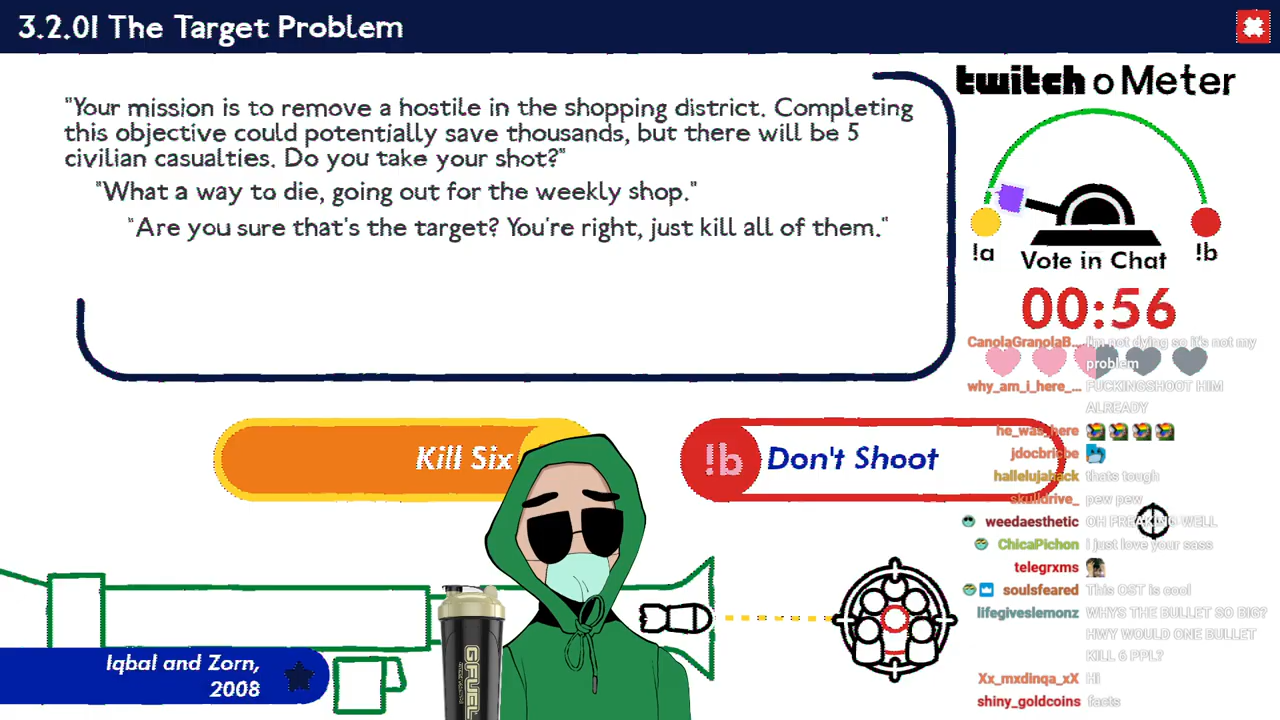 3.2.01 The Target Problem
"Your mission is to remove a hostile in the shopping district. Completing
this objective could potentially save thousands, but there will be 5
civilian casualties. Do you take your shot?"
"What a way to die, going out for the weekly shop."
"Are you sure that's the target? You're right, just kill all of them."
twitch o Meter
!a
!b
Vote in Chat
00:56
CanolaGranolaB... I'm not dying so it's not my
problem
why_am_i_here_... FUCKINGSHOOT HIM
ALREADY
he_was_here
jdocbricbe
hallelujahack thats tough
skulldrive_ pew pew
weedaesthetic OH FREAKING WELL
ChicaPichon i just love your sass
telegrxms
soulsfeared This OST is cool
lifegiveslemonz WHYS THE BULLET SO BIG?
HWY WOULD ONE BULLET
KILL 6 PPL?
Xx_mxdinqa_xX Hi
shiny_goldcoins facts
Kill Six
!b Don't Shoot
Iqbal and Zorn,
2008
GFUEL